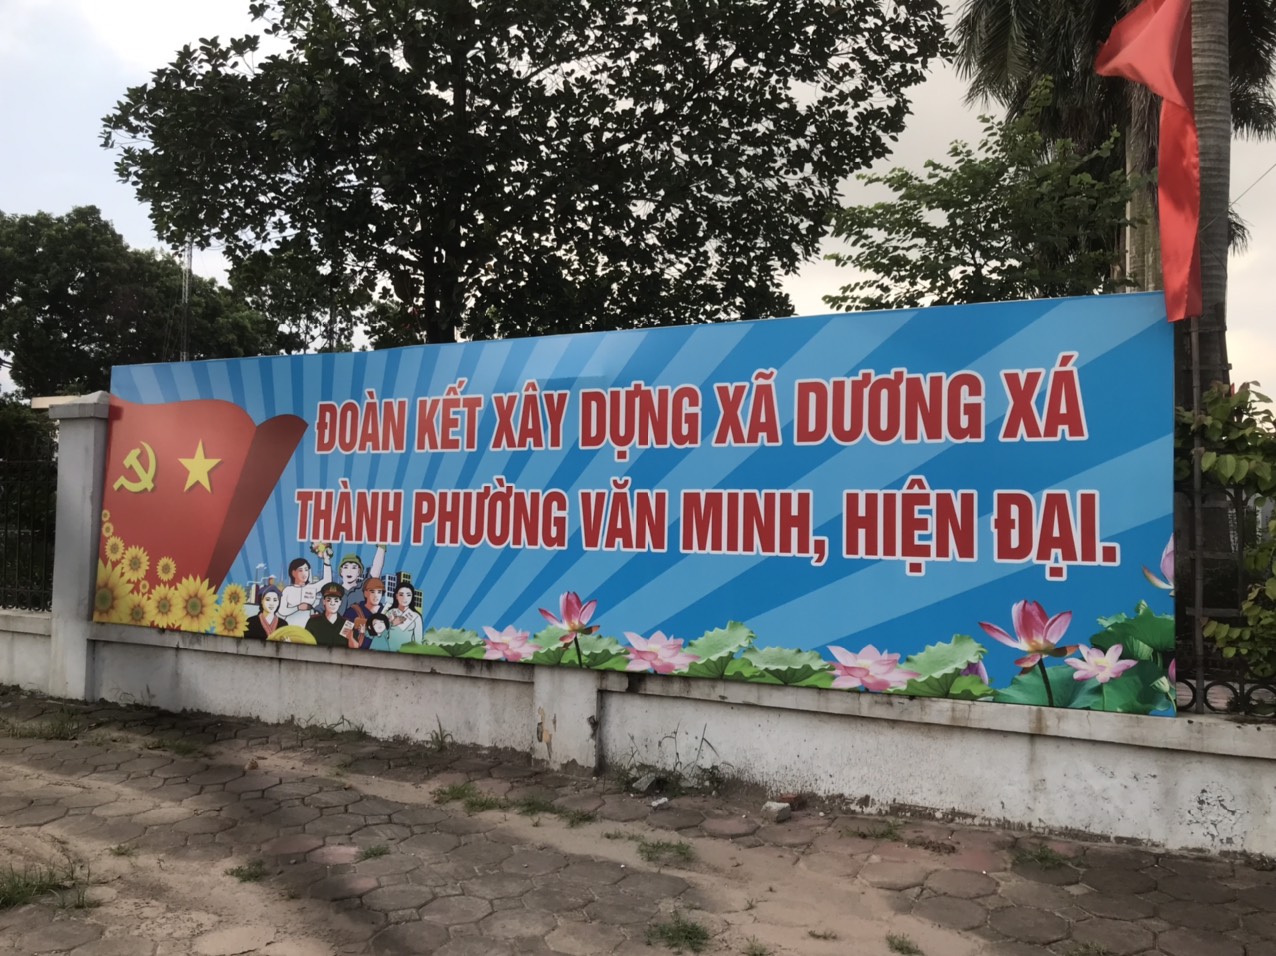 ĐOÀN KẾT XÂY DỰNG XÃ DƯƠNG XÁ
THÀNH PHƯỜNG VĂN MINH, HIỆN ĐẠI.